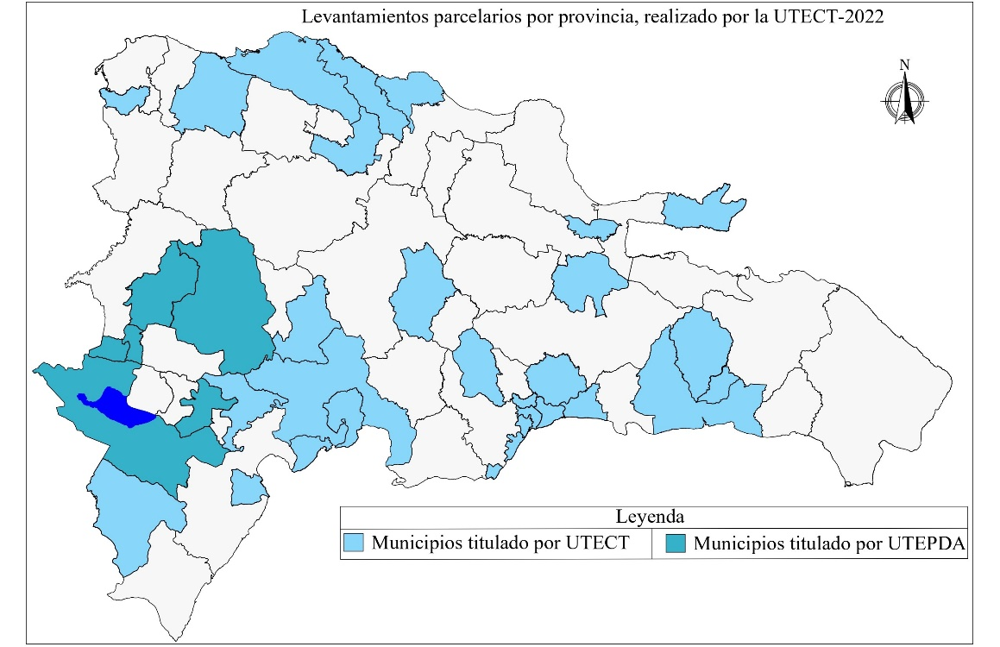 Levantamientos parcelarios por provincia, realizado por la UTECT-2022
N
Leyenda
Municipios titulado por UTECT
Municipios titulado por UTEPDA